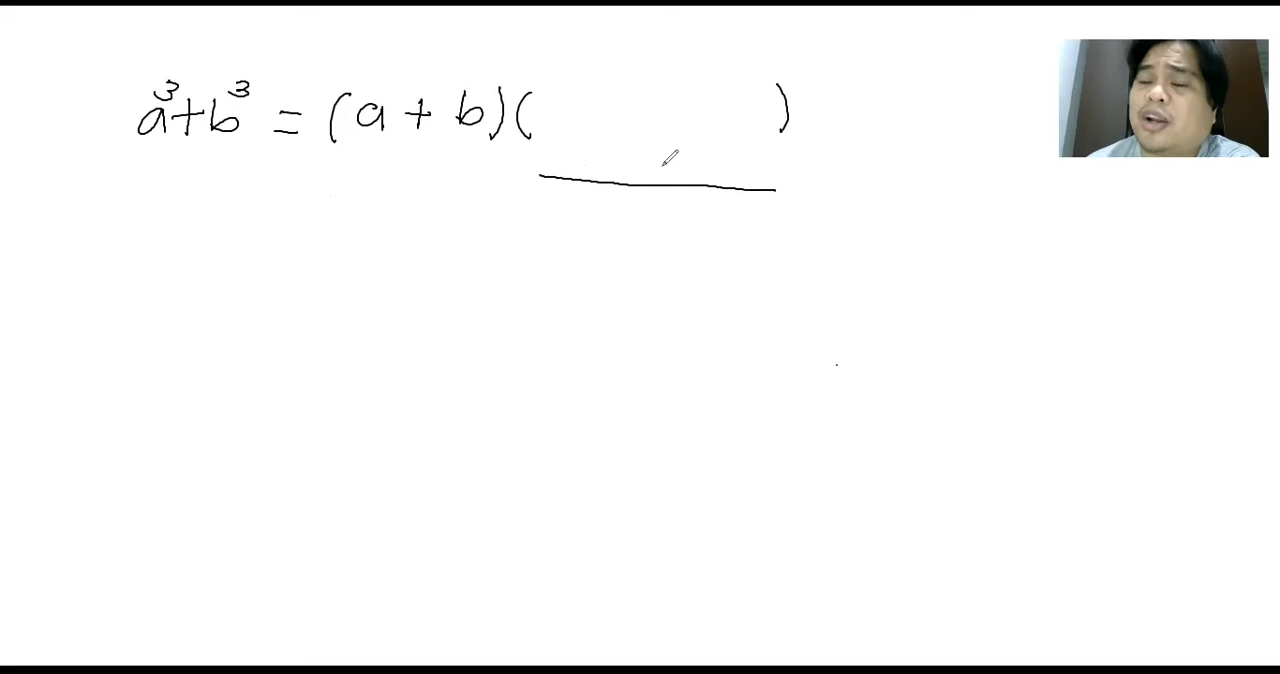 a³+b³ = (a + b)(          )